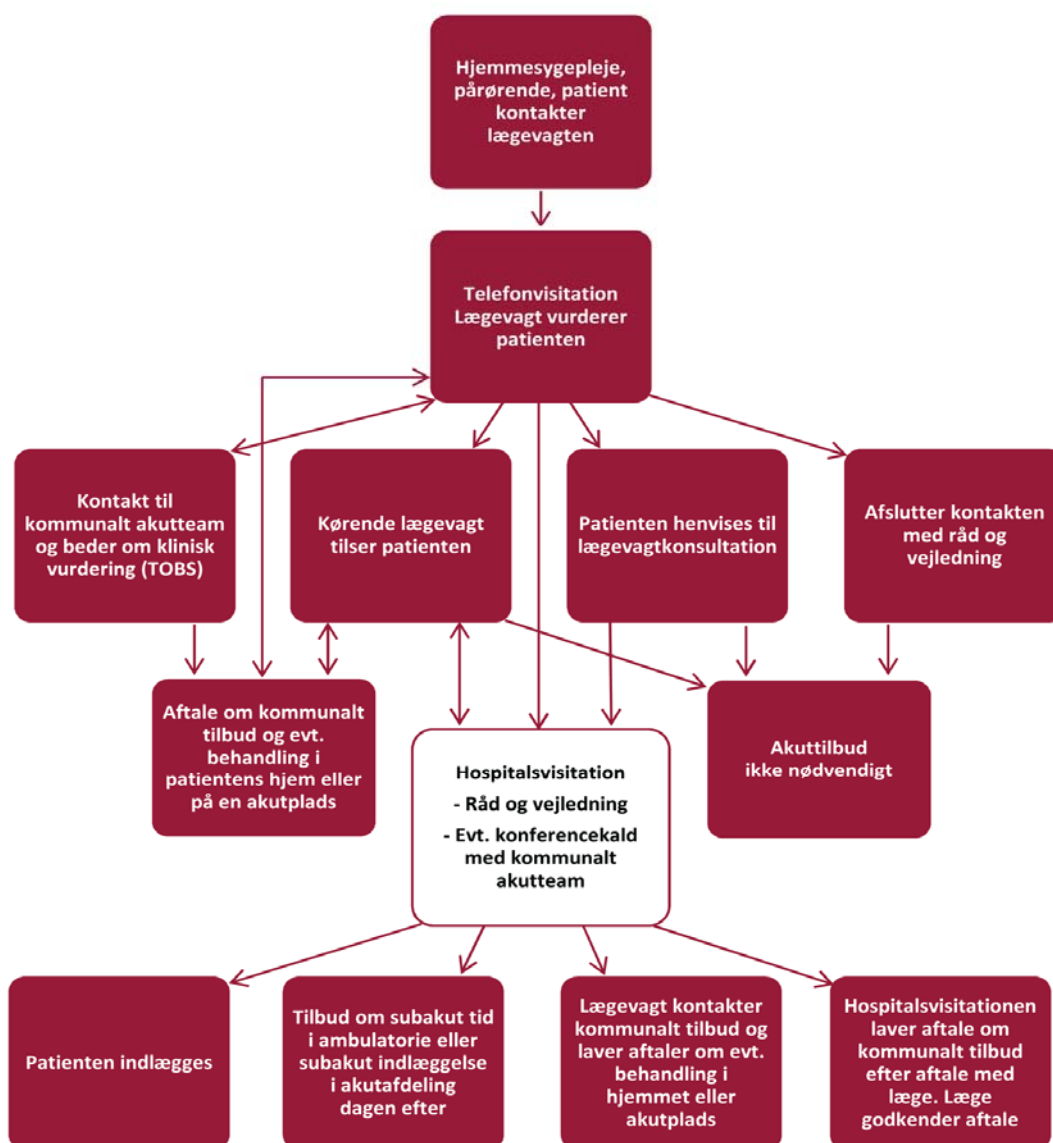 Hjemmesygepleje,
pårørende, patient
kontakter
lægevagten
Telefonvisitation
Lægevagt vurderer
patienten
Kontakt til
kommunalt akutteam
og beder om klinisk
vurdering (TOBS)
Kørende lægevagt
tilser patienten
Patienten henvises til
lægevagtkonsultation
Afslutter kontakten
med råd og
vejledning
Aftale om kommunalt
tilbud og evt.
behandling i
patientens hjem eller
på en akutplads
Hospitalsvisitation
- Råd og vejledning
- Evt. konferencekald
med kommunalt
akutteam
Akuttilbud
ikke nødvendigt
Patienten indlægges
Tilbud om subakut tid
i ambulatorie eller
subakut indlæggelse
i akutafdeling
dagen efter
Lægevagt kontakter
kommunalt tilbud og
laver aftaler om evt.
behandling i
hjemmet eller
akutplads
Hospitalsvisitationen
laver aftale om
kommunalt tilbud
efter aftale med
læge. Læge
godkender aftale